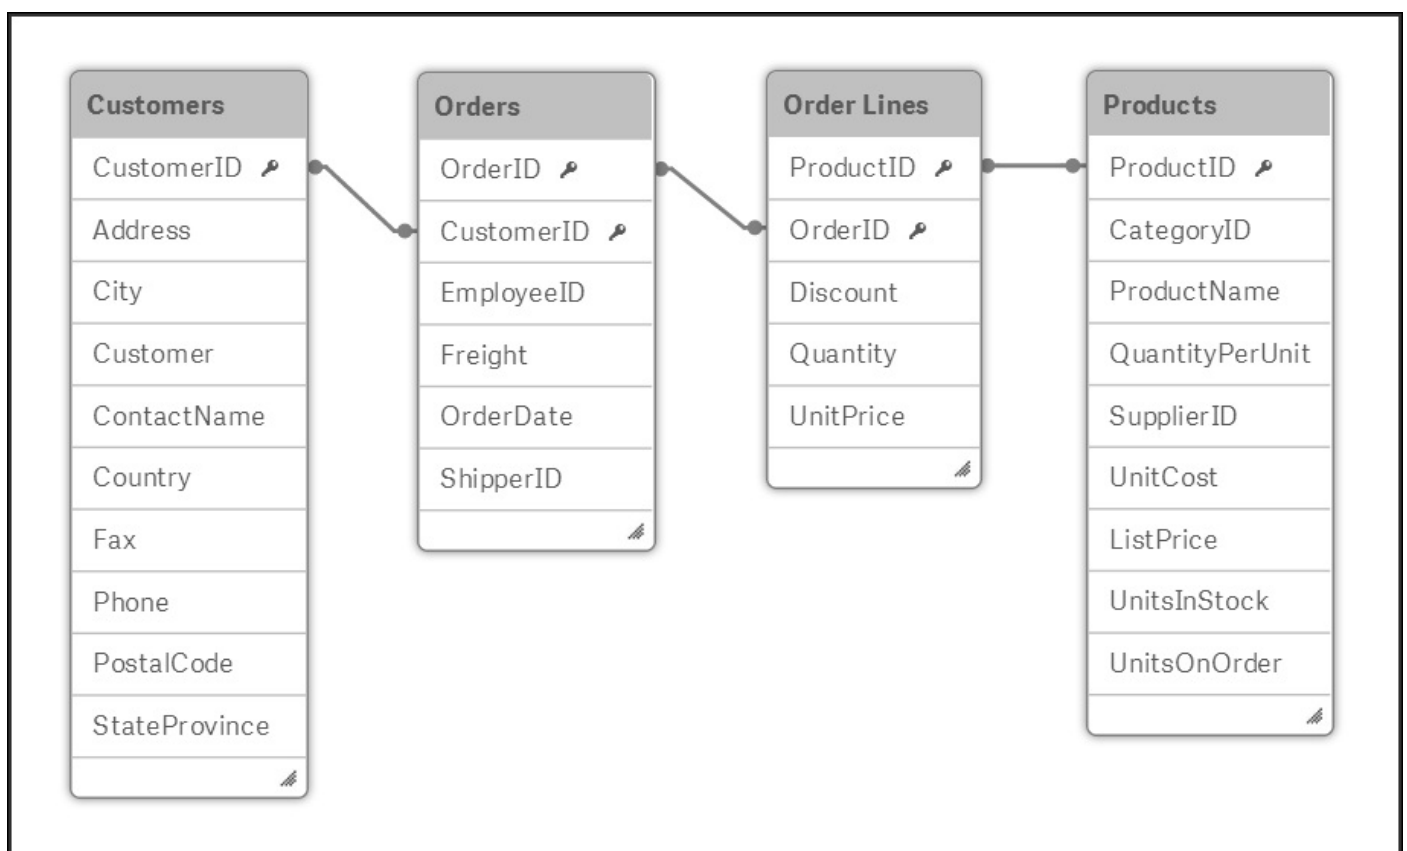 Customers
CustomerID
Address
City
Customer
ContactName
Country
Fax
Phone
PostalCode
StateProvince
Orders
OrderID
CustomerID
EmployeeID
Freight
OrderDate
ShipperID
Order Lines
ProductID
OrderID
Discount
Quantity
UnitPrice
Products
ProductID
CategoryID
ProductName
QuantityPerUnit
SupplierID
UnitCost
ListPrice
UnitsInStock
UnitsOnOrder